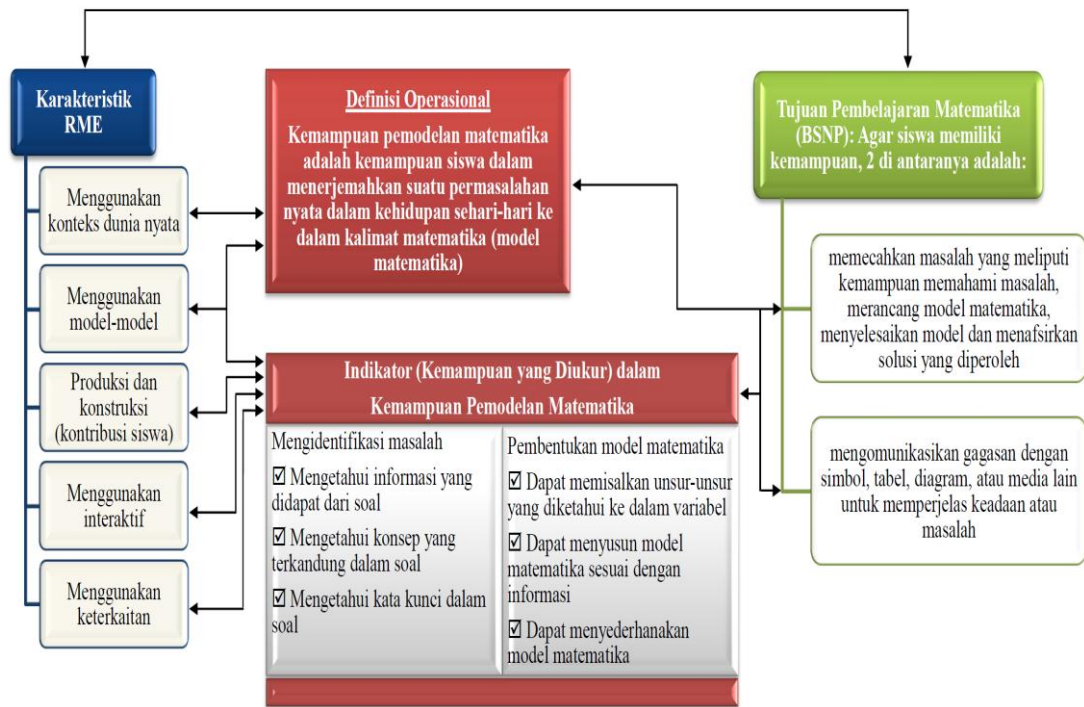 Karakteristik
RME
Menggunakan
konteks dunia nyata
Menggunakan
model-model
Produksi dan
konstruksi
(kontribusi siswa)
Menggunakan
interaktif
Menggunakan
keterkaitan
Definisi Operasional
Kemampuan pemodelan matematika
adalah kemampuan siswa dalam
menerjemahkan suatu permasalahan
nyata dalam kehidupan sehari-hari ke
dalam kalimat matematika (model
matematika)
Indikator (Kemampuan yang Diukur) dalam
Kemampuan Pemodelan Matematika
Mengidentifikasi masalah
☑ Mengetahui informasi yang
didapat dari soal
☑ Mengetahui konsep yang
terkandung dalam soal
☑ Mengetahui kata kunci dalam
soal
Pembentukan model matematika
☑ Dapat memisalkan unsur-unsur
yang diketahui ke dalam variabel
☑ Dapat menyusun model
matematika sesuai dengan
informasi
☑ Dapat menyederhanakan
model matematika
Tujuan Pembelajaran Matematika
(BSNP): Agar siswa memiliki
kemampuan, 2 di antaranya adalah:
memecahkan masalah yang meliputi
kemampuan memahami masalah,
merancang model matematika,
menyelesaikan model dan menafsirkan
solusi yang diperoleh
mengomunikasikan gagasan dengan
simbol, tabel, diagram, atau media lain
untuk memperjelas keadaan atau
masalah